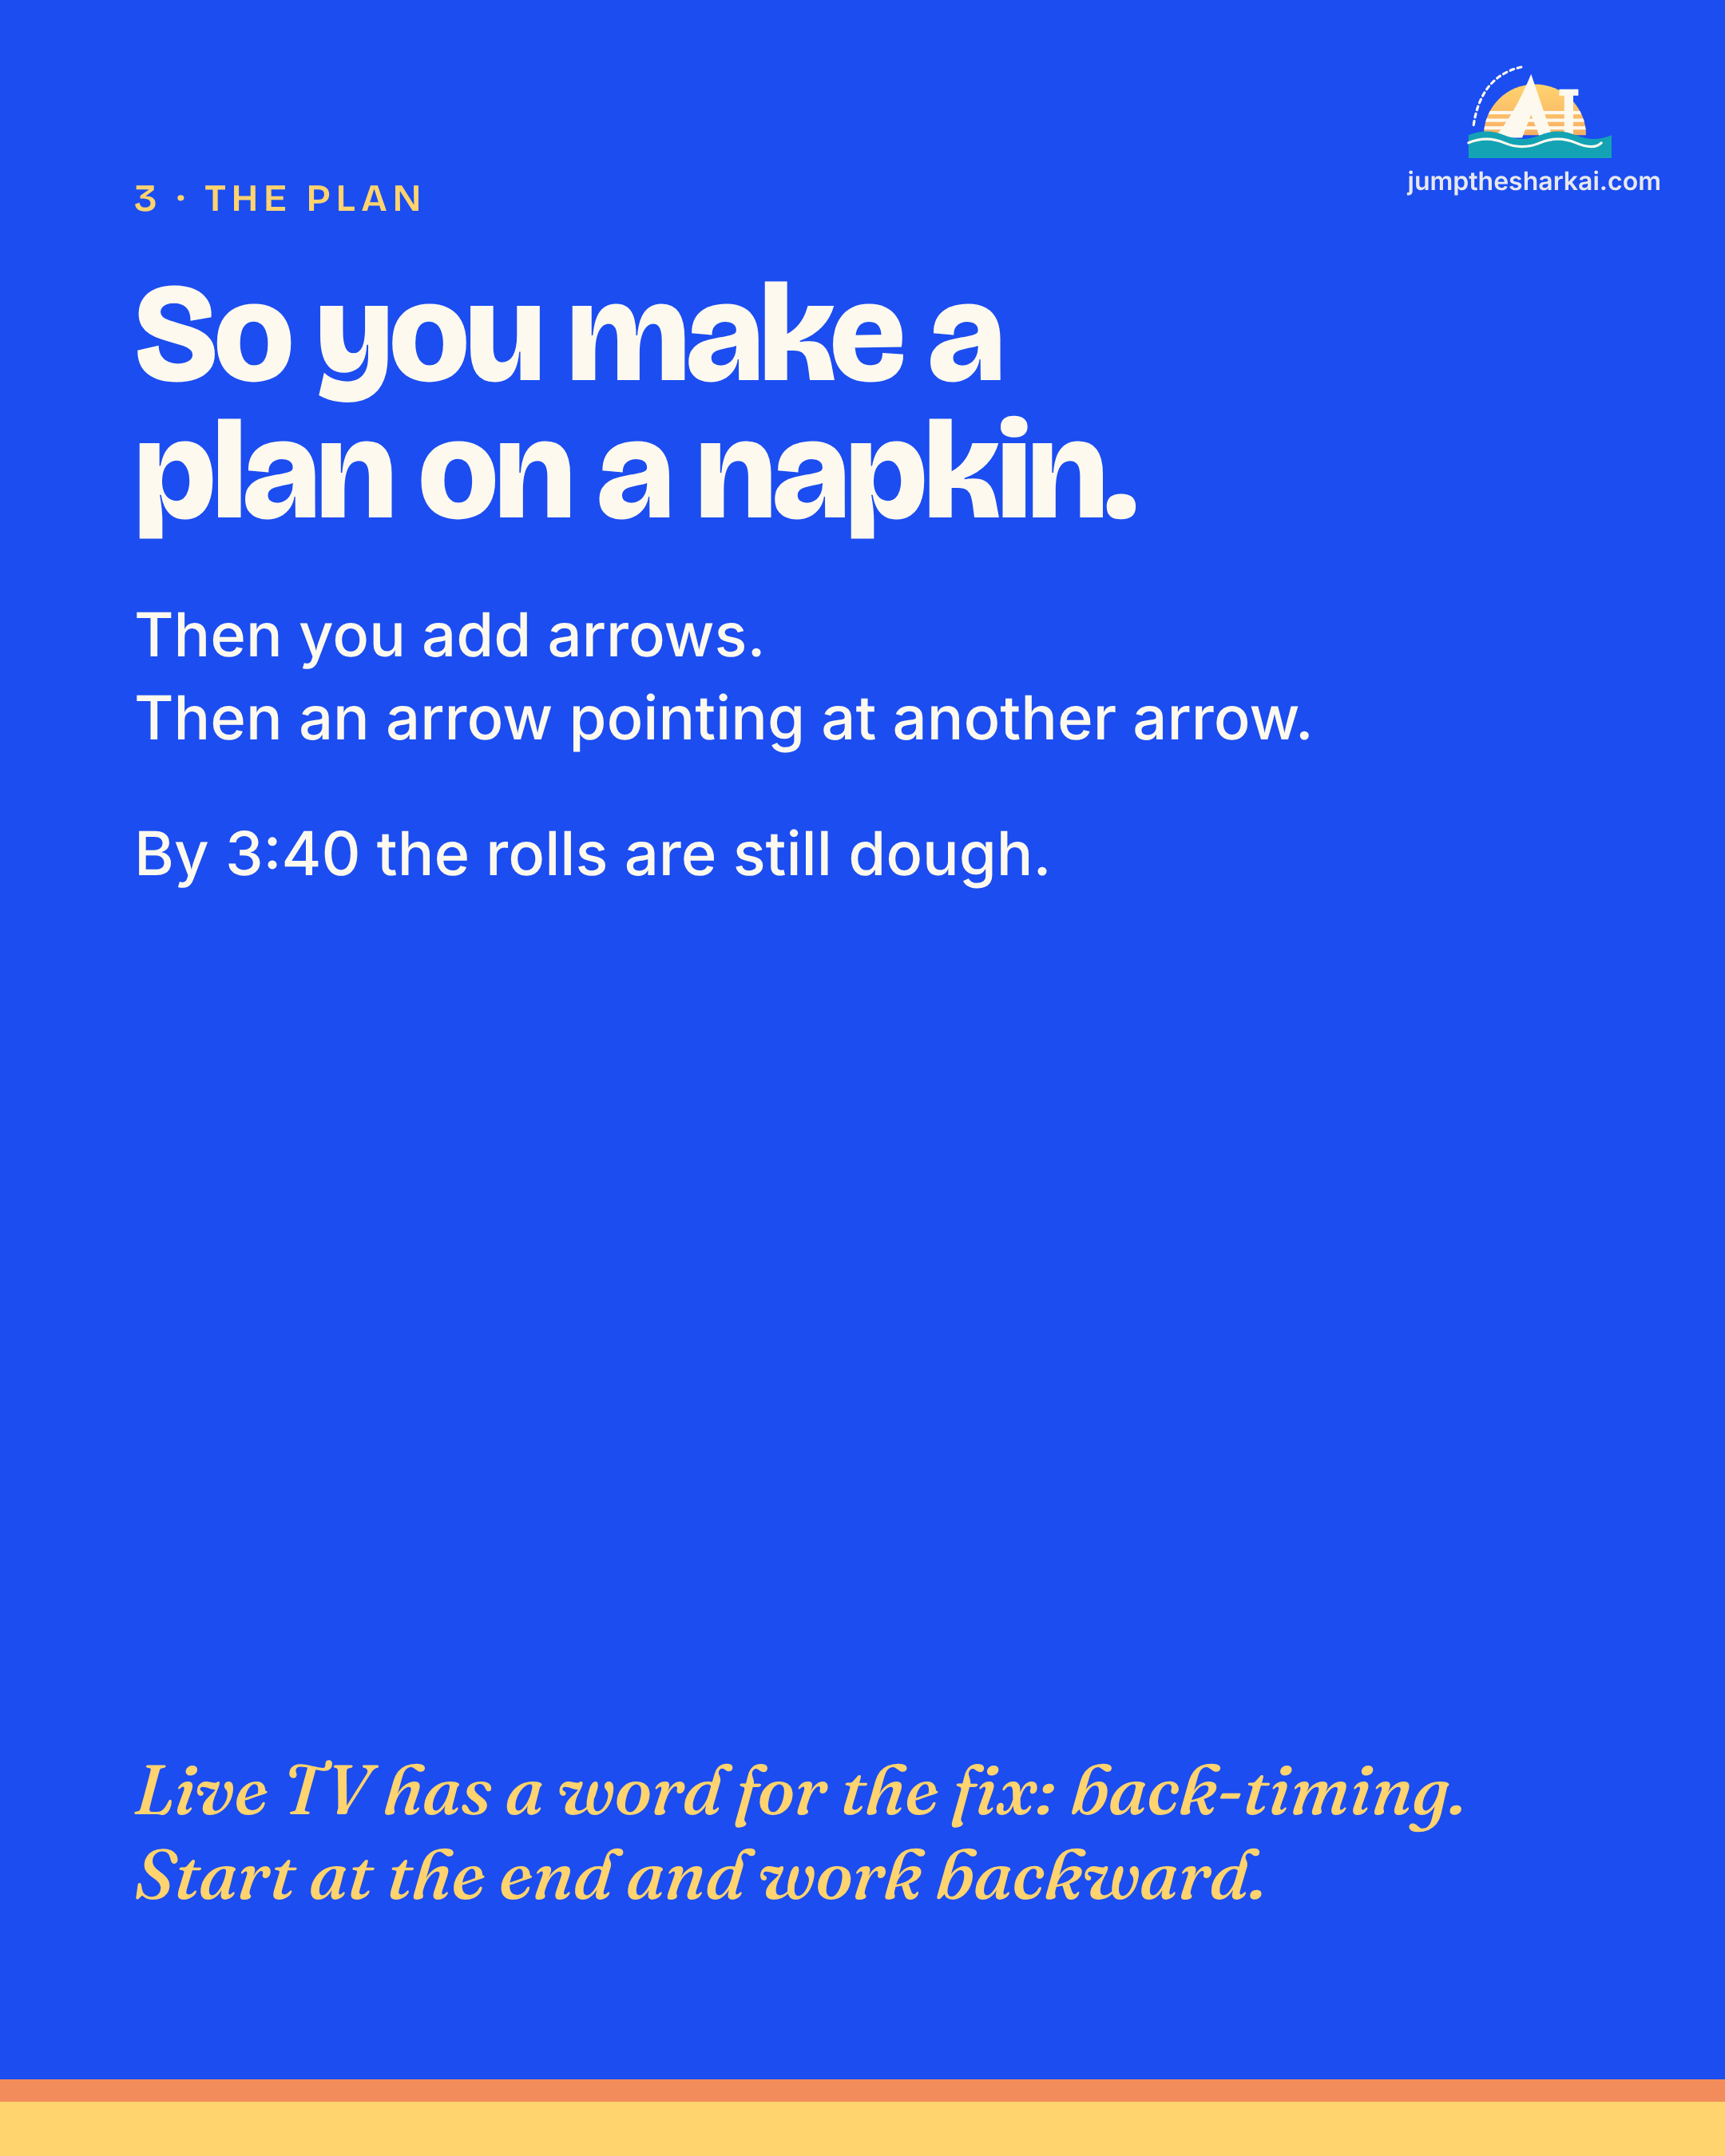 AI
jumpthesharkai.com
3 · THE PLAN
So you make a
plan on a napkin.
Then you add arrows.
Then an arrow pointing at another arrow.
By 3:40 the rolls are still dough.
Live TV has a word for the fix: back-timing.
Start at the end and work backward.